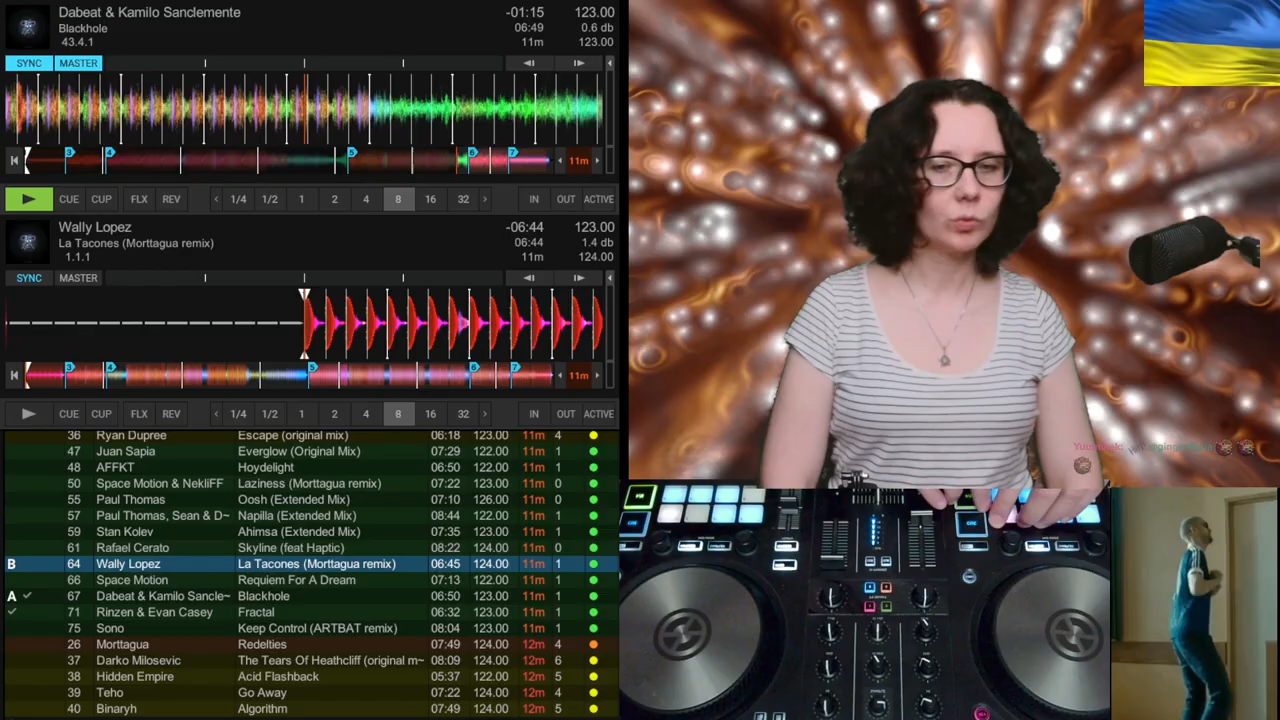 Dabeat & Kamilo Sanclemente -01:15 123.00
Blackhole 06:49 0.6 db
43.4.1 11m 123.00
SYNC MASTER
3 4 5 6 7 11m
CUE CUP FLX REV 1/4 1/2 1 2 4 8 16 32 IN OUT ACTIVE
Wally Lopez -06:44 123.00
La Tacones (Morttagua remix) 06:44 1.4 db
1.1.1 11m 124.00
SYNC MASTER
3 4 5 6 7 11m
CUE CUP FLX REV 1/4 1/2 1 2 4 8 16 32 IN OUT ACTIVE
36 Ryan Dupree Escape (original mix) 06:18 123.00 11m 4
47 Juan Sapia Everglow (Original Mix) 07:29 122.00 11m 1
48 AFFKT Hoydelight 06:50 122.00 11m 1
50 Space Motion & NekliFF Laziness (Morttagua remix) 07:22 123.00 11m 0
55 Paul Thomas Oosh (Extended Mix) 07:10 126.00 11m 0
57 Paul Thomas, Sean & D~ Napilla (Extended Mix) 08:44 122.00 11m 1
59 Stan Kolev Ahimsa (Extended Mix) 07:35 123.00 11m 1
61 Rafael Cerato Skyline (feat Haptic) 08:22 124.00 11m 0
B 64 Wally Lopez La Tacones (Morttagua remix) 06:45 124.00 11m 1
66 Space Motion Requiem For A Dream 07:13 122.00 11m 1
A 67 Dabeat & Kamilo Sancle~ Blackhole 06:50 123.00 11m 1
71 Rinzen & Evan Casey Fractal 06:32 123.00 11m 1
75 Sono Keep Control (ARTBAT remix) 08:04 123.00 11m 1
26 Morttagua Redelties 07:49 124.00 12m 4
37 Darko Milosevic The Tears Of Heathcliff (original m~ 08:09 124.00 12m 6
38 Hidden Empire Acid Flashback 05:37 122.00 12m 5
39 Teho Go Away 07:22 122.00 12m 4
40 Binaryh Algorithm 07:49 124.00 12m 5